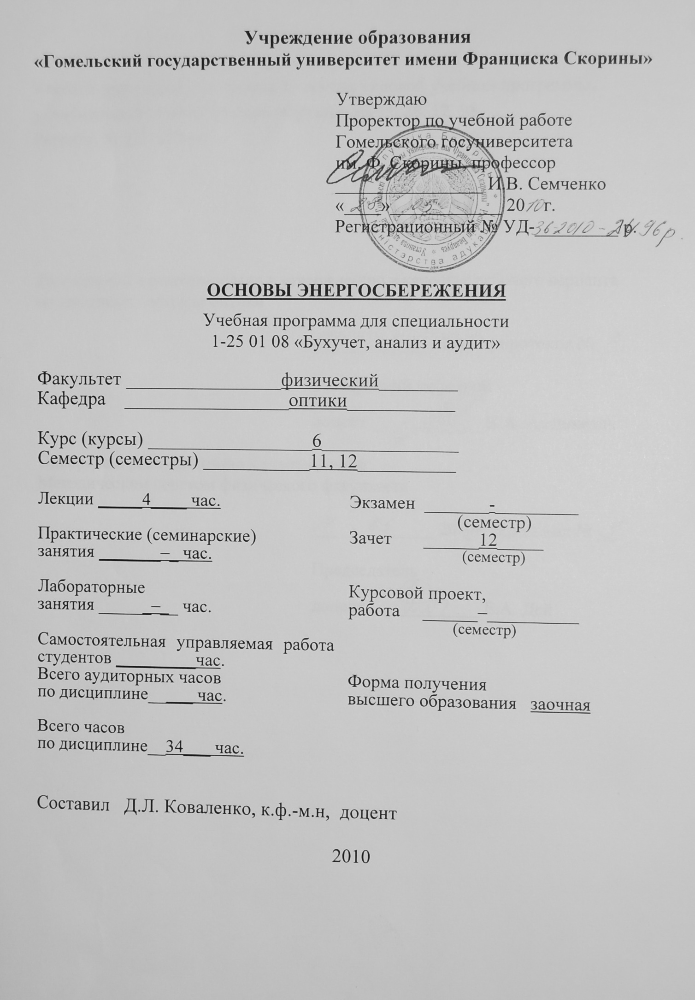 Учреждение образования
«Гомельский государственный университет имени Франциска Скорины»
Утверждаю
Проректор по учебной работе
Гомельского госуниверситета
им. Ф. Скорины, профессор
И.В. Семченко
«28» 05 2010 г.
Регистрационный № УД-36-2010-2496р.
ОСНОВЫ ЭНЕРГОСБЕРЕЖЕНИЯ
Учебная программа для специальности
1-25 01 08 «Бухучет, анализ и аудит»
Факультет физический
Кафедра оптики
Курс (курсы) 6
Семестр (семестры) 11, 12
Лекции 4 час.
Экзамен -
(семестр)
Практические (семинарские)
занятия – час.
Зачет 12
(семестр)
Лабораторные
занятия – час.
Курсовой проект,
работа –
(семестр)
Самостоятельная управляемая работа
студентов час.
Всего аудиторных часов
по дисциплине час.
Форма получения
высшего образования заочная
Всего часов
по дисциплине 34 час.
Составил Д.Л. Коваленко, к.ф.-м.н, доцент
2010